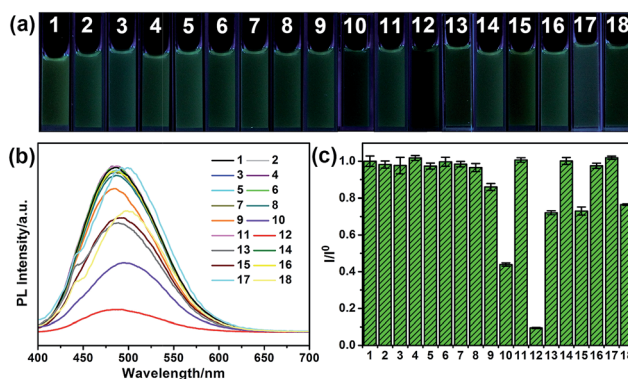 (a)
1 2 3 4 5 6 7 8 9 10 11 12 13 14 15 16 17 18
(b)
PL Intensity/a.u.
1 2
3 4
5 6
7 8
9 10
11 12
13 14
15 16
17 18
400 450 500 550 600 650 700
Wavelength/nm
(c)
I/I⁰
1.0
0.8
0.6
0.4
0.2
0.0
1 2 3 4 5 6 7 8 9 10 11 12 13 14 15 16 17 18